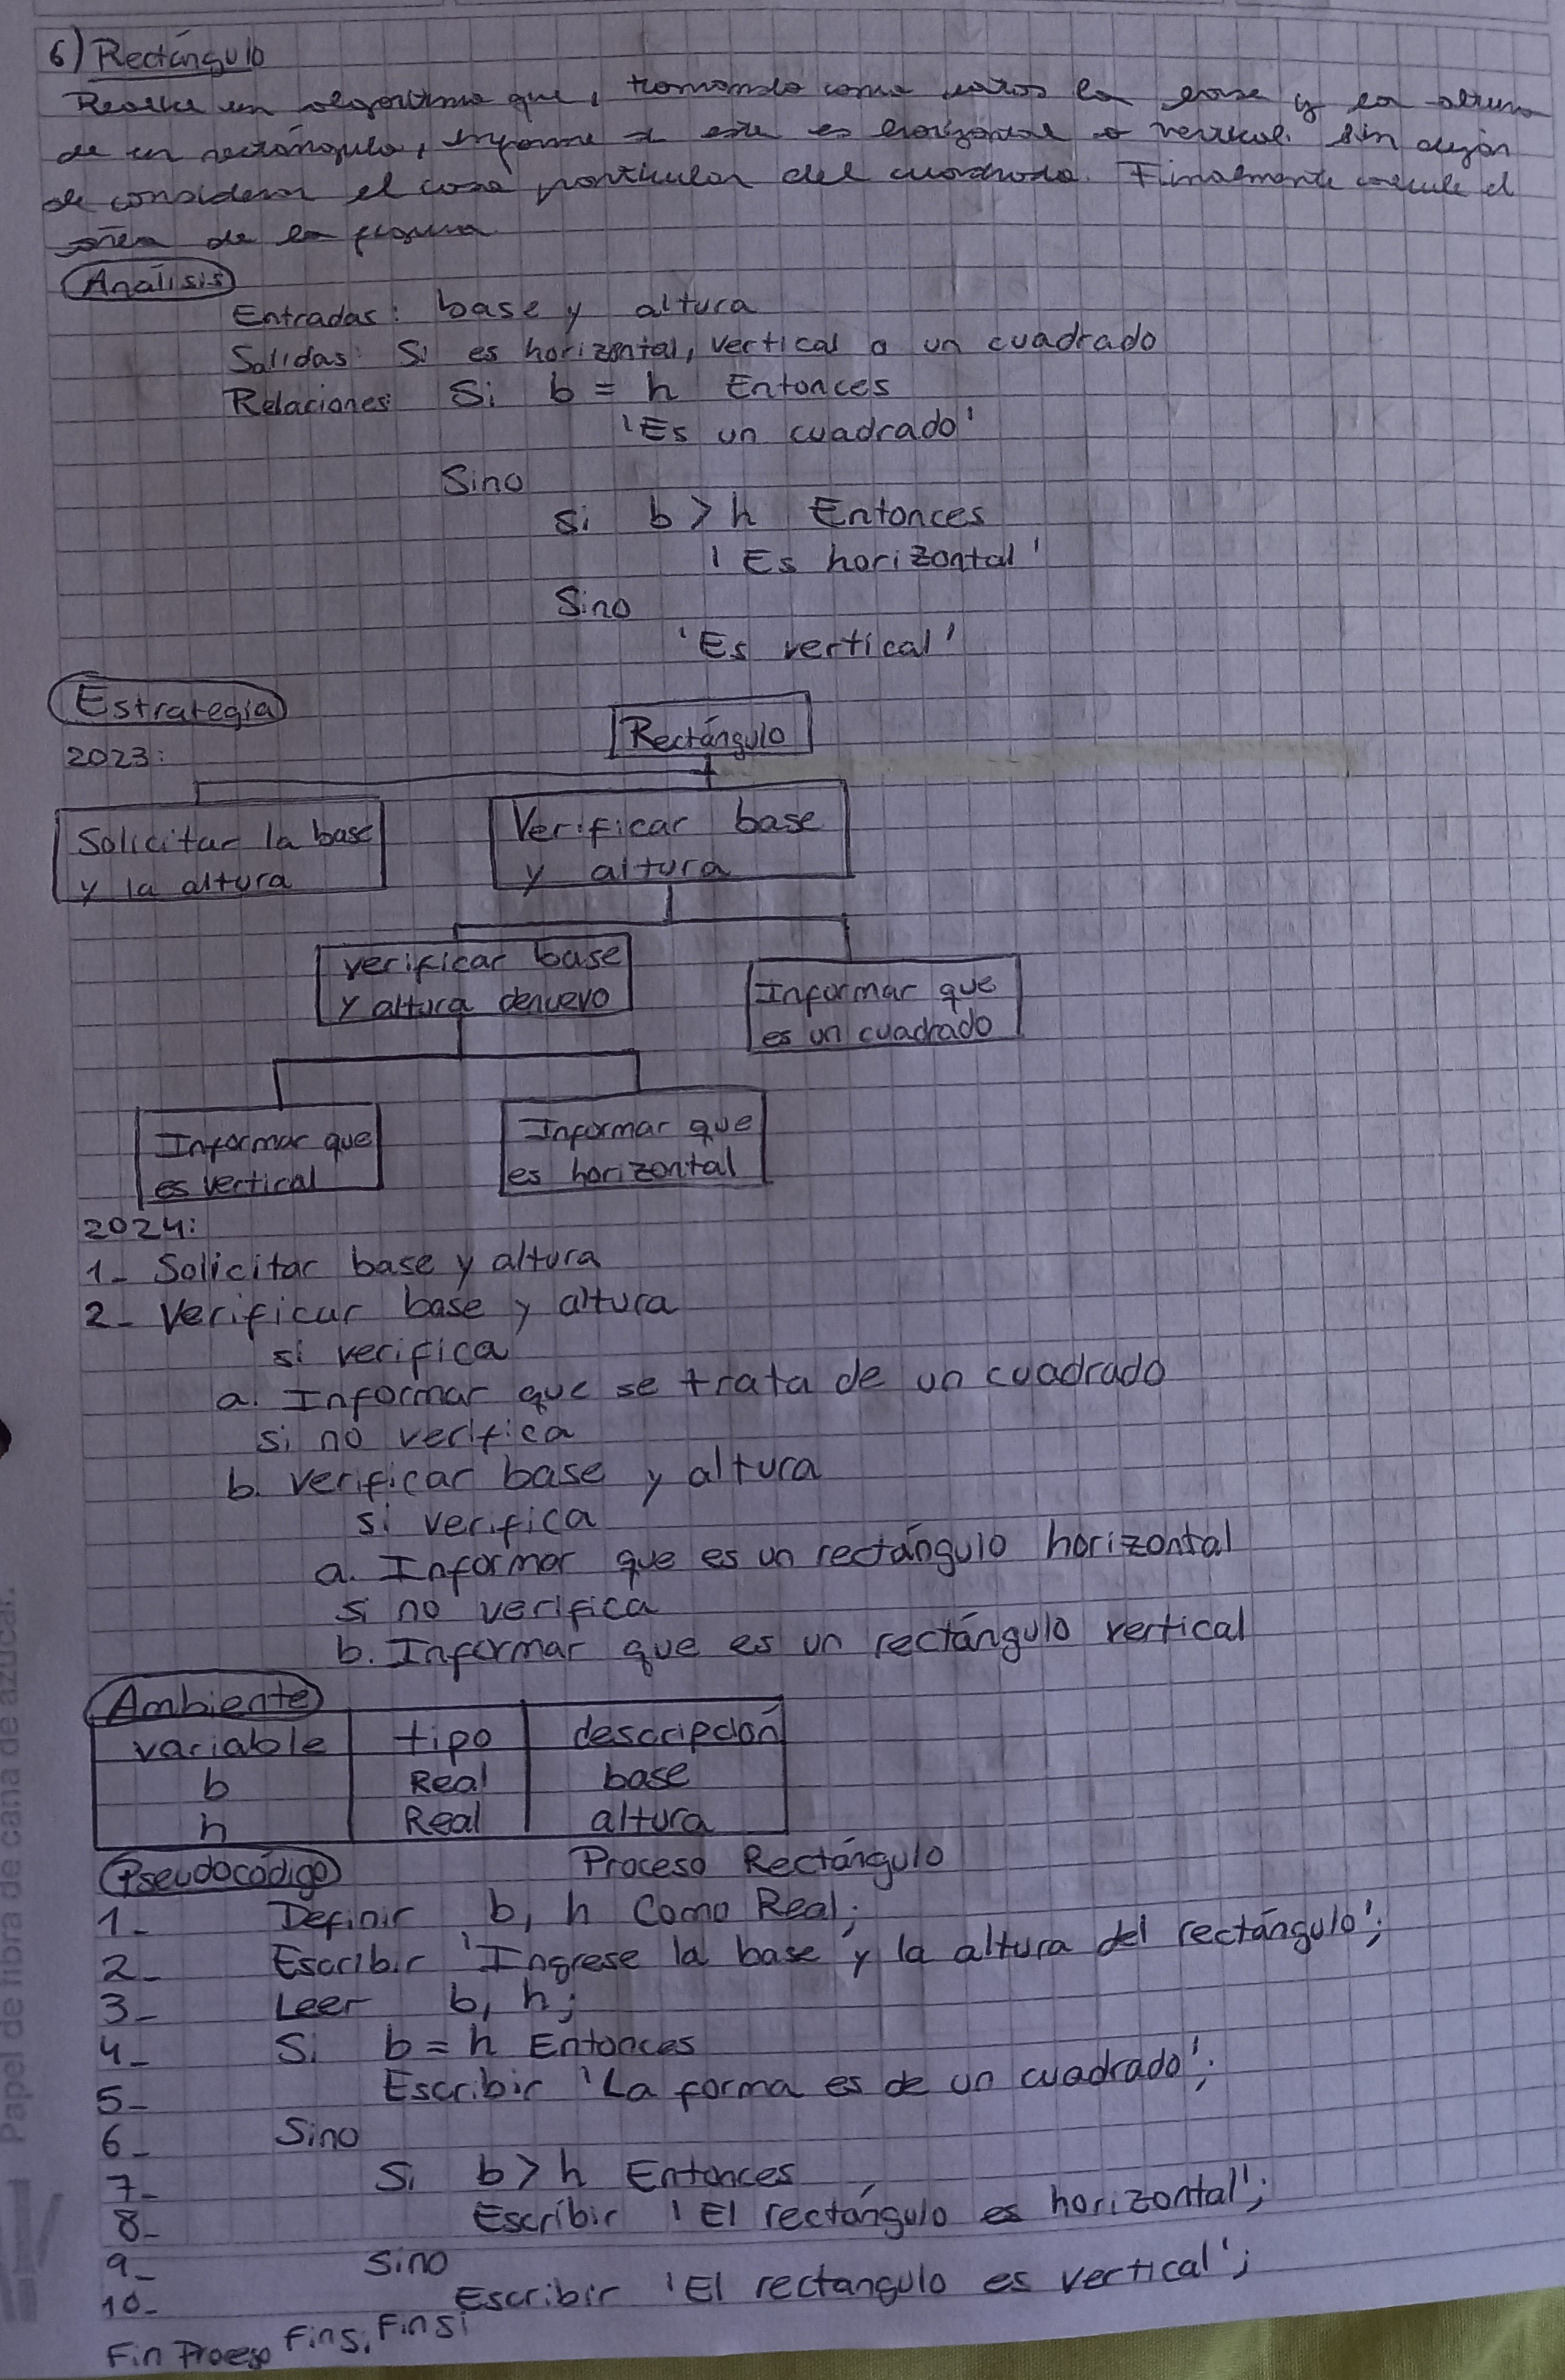 6) Rectángulo
Realice un algoritmo que, tomando como datos la base y la altura
de un rectángulo, informe si este es horizontal o vertical. Sin dejar
de considerar el caso particular del cuadrado. Finalmente calcule el
área de la figura.
Análisis
Entradas: base y altura
Salidas: Si es horizontal, vertical o un cuadrado
Relaciones: Si b = h Entonces
'Es un cuadrado'
Sino
Si b > h Entonces
'Es horizontal'
Sino
'Es vertical'
Estrategia
2023:
Rectángulo
Solicitar la base
y la altura
Verificar base
y altura
verificar base
y altura denuevo
Informar que
es un cuadrado
Informar que
es vertical
Informar que
es horizontal
2024:
1- Solicitar base y altura
2- Verificar base y altura
si verifica
a. Informar que se trata de un cuadrado
si no verifica
b. verificar base y altura
si verifica
a. Informar que es un rectángulo horizontal
si no verifica
b. Informar que es un rectángulo vertical
Ambiente
variable tipo descripción
b Real base
h Real altura
Pseudocódigo Proceso Rectángulo
1- Definir b, h Como Real;
2- Escribir 'Ingrese la base y la altura del rectángulo';
3- Leer b, h;
4- Si b = h Entonces
5- Escribir 'La forma es de un cuadrado';
6- Sino
7- Si b > h Entonces
8- Escribir 'El rectángulo es horizontal';
9- Sino
10- Escribir 'El rectangulo es vertical';
Fin Proceso Finsi Finsi
Papel de fibra de caña de azúcar.